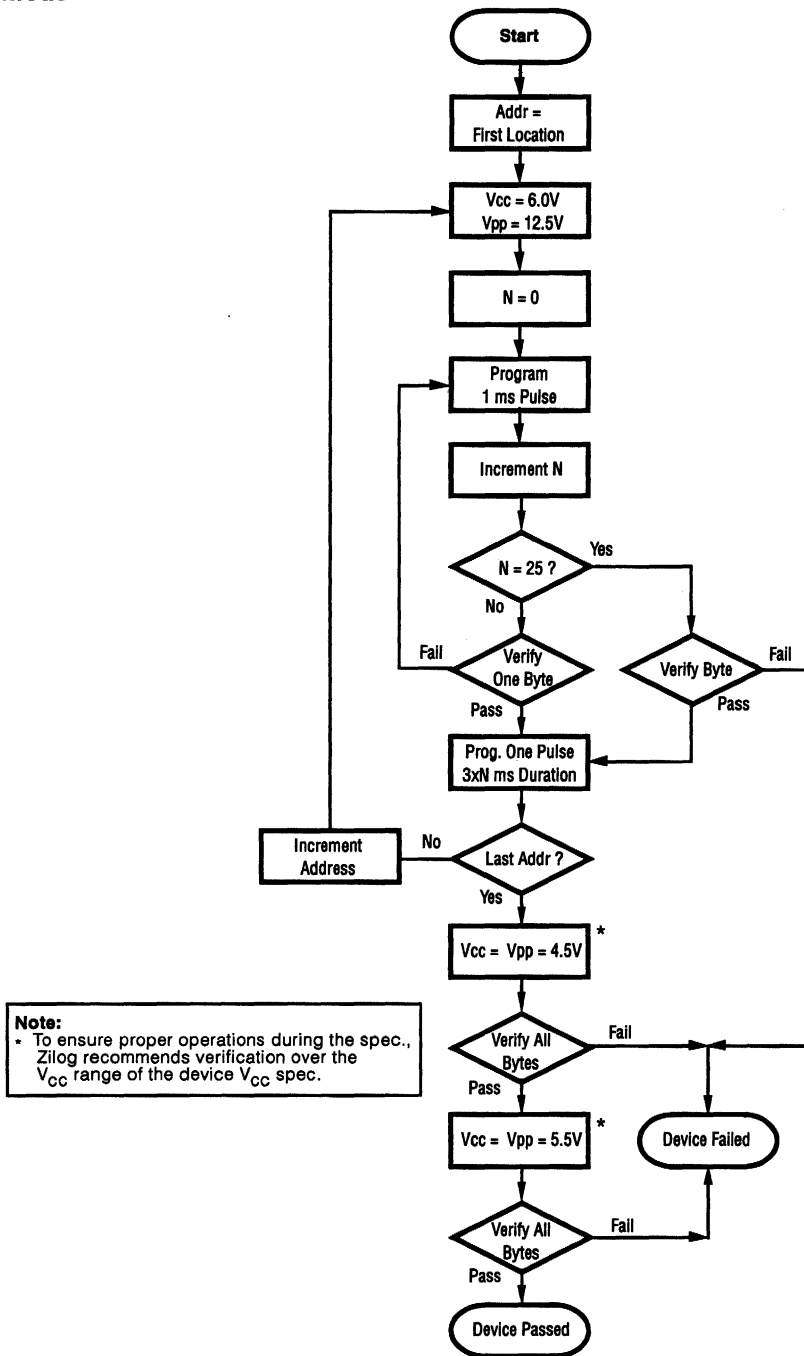 Start
Addr =
First Location
Vcc = 6.0V
Vpp = 12.5V
N = 0
Program
1 ms Pulse
Increment N
N = 25 ?
Yes
No
Fail
Verify
One Byte
Verify Byte
Fail
Pass
Pass
Prog. One Pulse
3xN ms Duration
Increment
Address
No
Last Addr ?
Yes
Vcc = Vpp = 4.5V
*
Note:
* To ensure proper operations during the spec.,
Zilog recommends verification over the
VCC range of the device VCC spec.
Verify All
Bytes
Fail
Pass
Vcc = Vpp = 5.5V
*
Device Failed
Verify All
Bytes
Fail
Pass
Device Passed